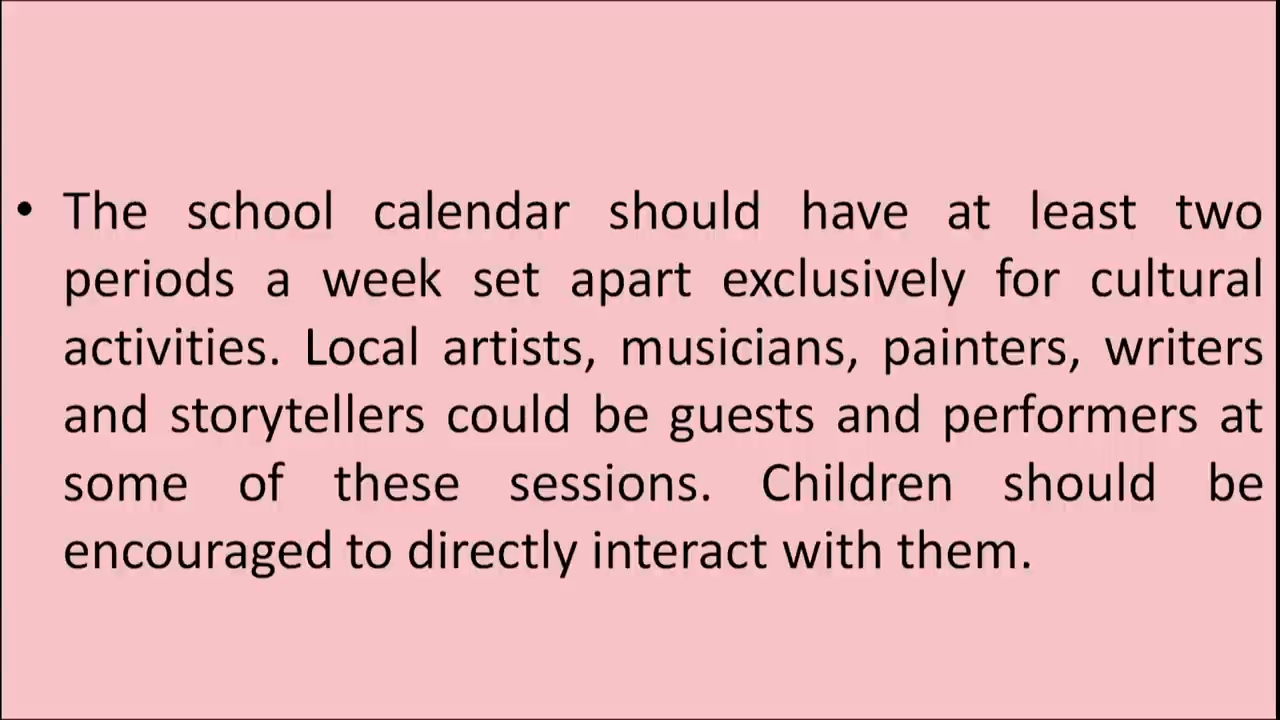 • The school calendar should have at least two
periods a week set apart exclusively for cultural
activities. Local artists, musicians, painters, writers
and storytellers could be guests and performers at
some of these sessions. Children should be
encouraged to directly interact with them.